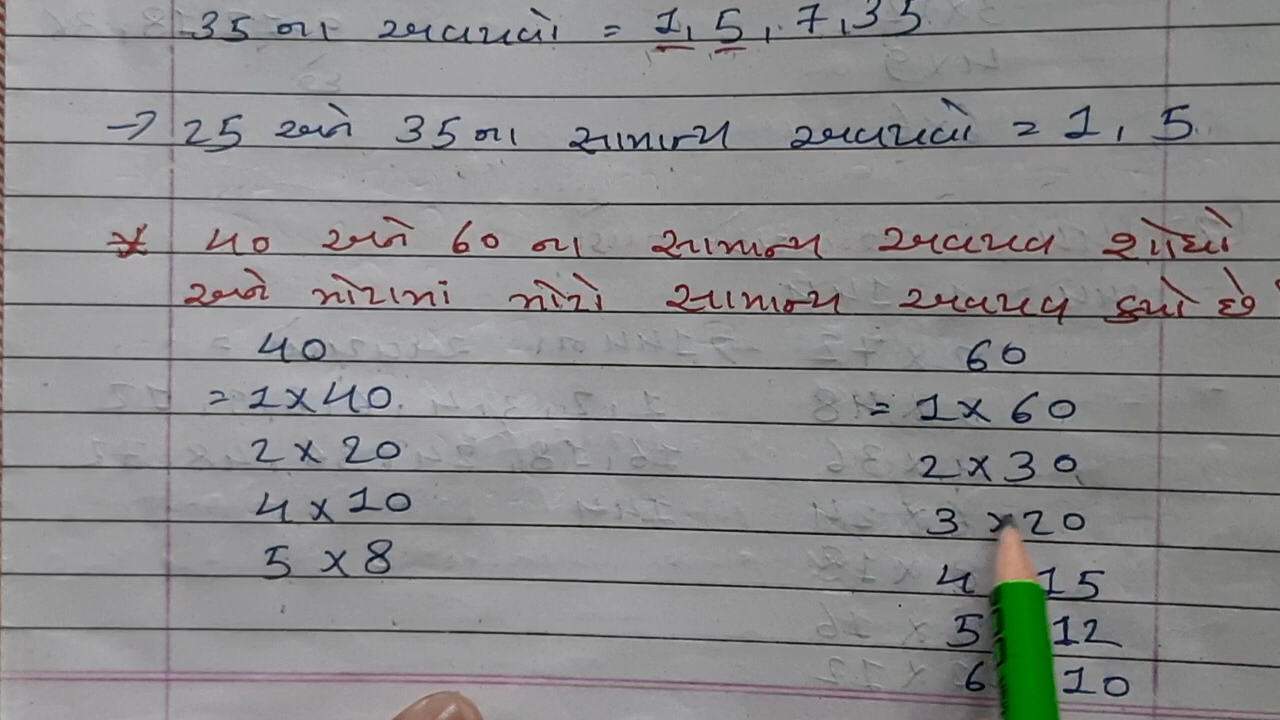 35 ના અવયવો = 1, 5, 7, 35
→ 25 અને 35 ના સામાન્ય અવયવો = 1, 5.
* 40 અને 60 ના સામાન્ય અવયવ શોધો
અને મોટામાં મોટો સામાન્ય અવયવ કયો છે
40
= 1 x 40.
2 x 20
4 x 10
5 x 8
60
= 1 x 60
2 x 30
3 x 20
4 15
5 12
6 10